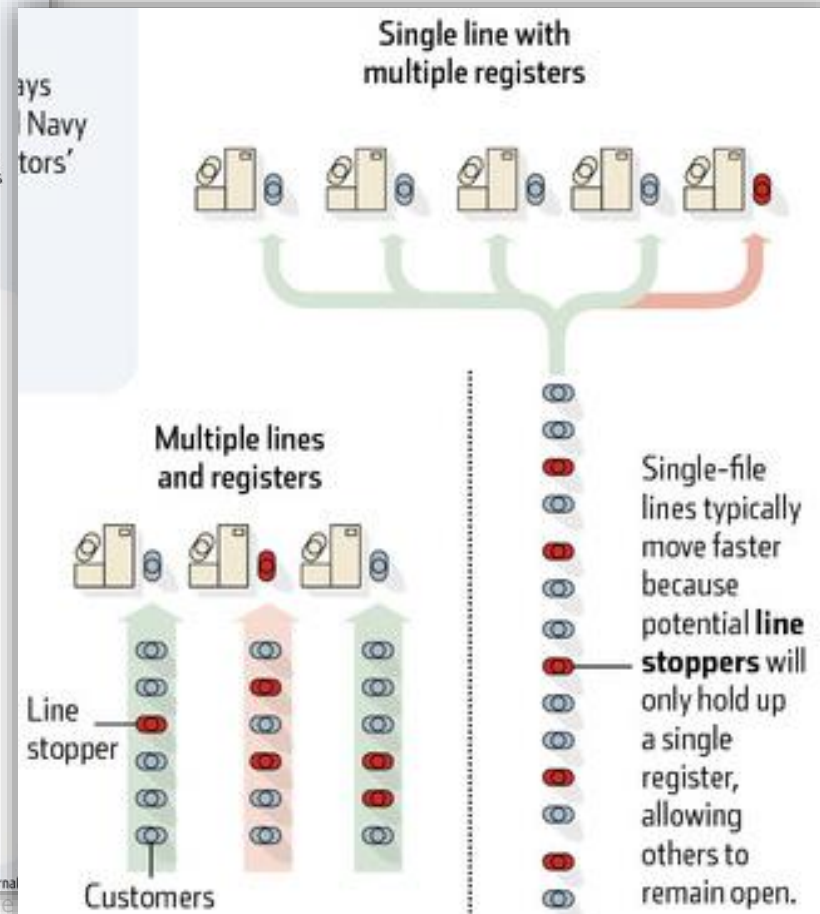 Single line with
multiple registers
Navy
Multiple lines
and registers
Line
stopper
Customers
Single-file
lines typically
move faster
because
potential line
stoppers will
only hold up
a single
register,
allowing
others to
remain open.